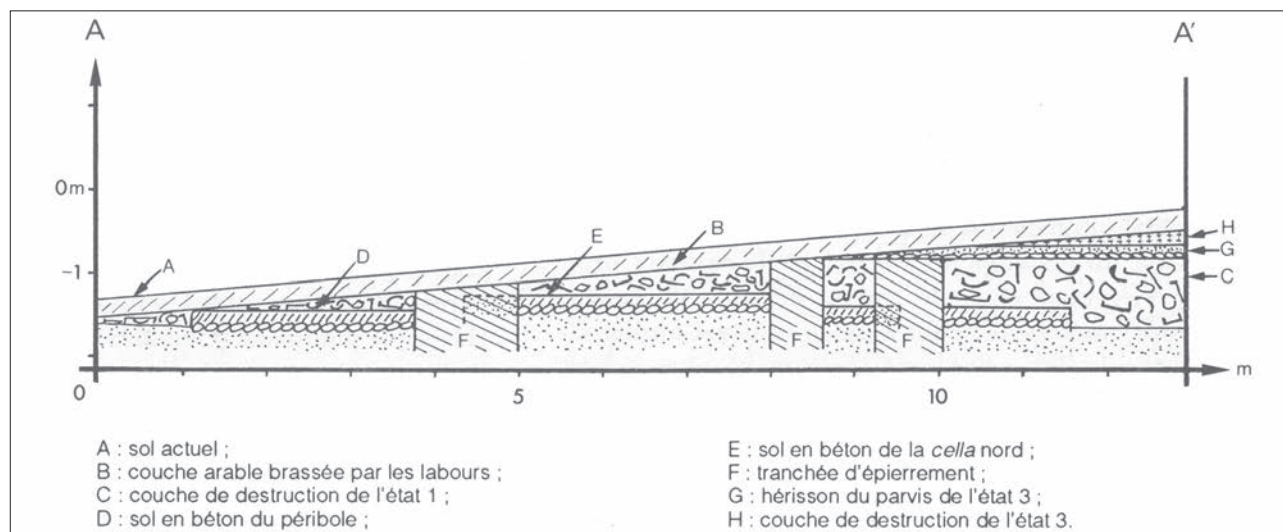 A A'
0m
H
B
E G
A D C
−1
F F F
m
0 5 10
A : sol actuel ;
B : couche arable brassée par les labours ;
C : couche de destruction de l'état 1 ;
D : sol en béton du péribole ;
E : sol en béton de la cella nord ;
F : tranchée d'épierrement ;
G : hérisson du parvis de l'état 3 ;
H : couche de destruction de l'état 3.